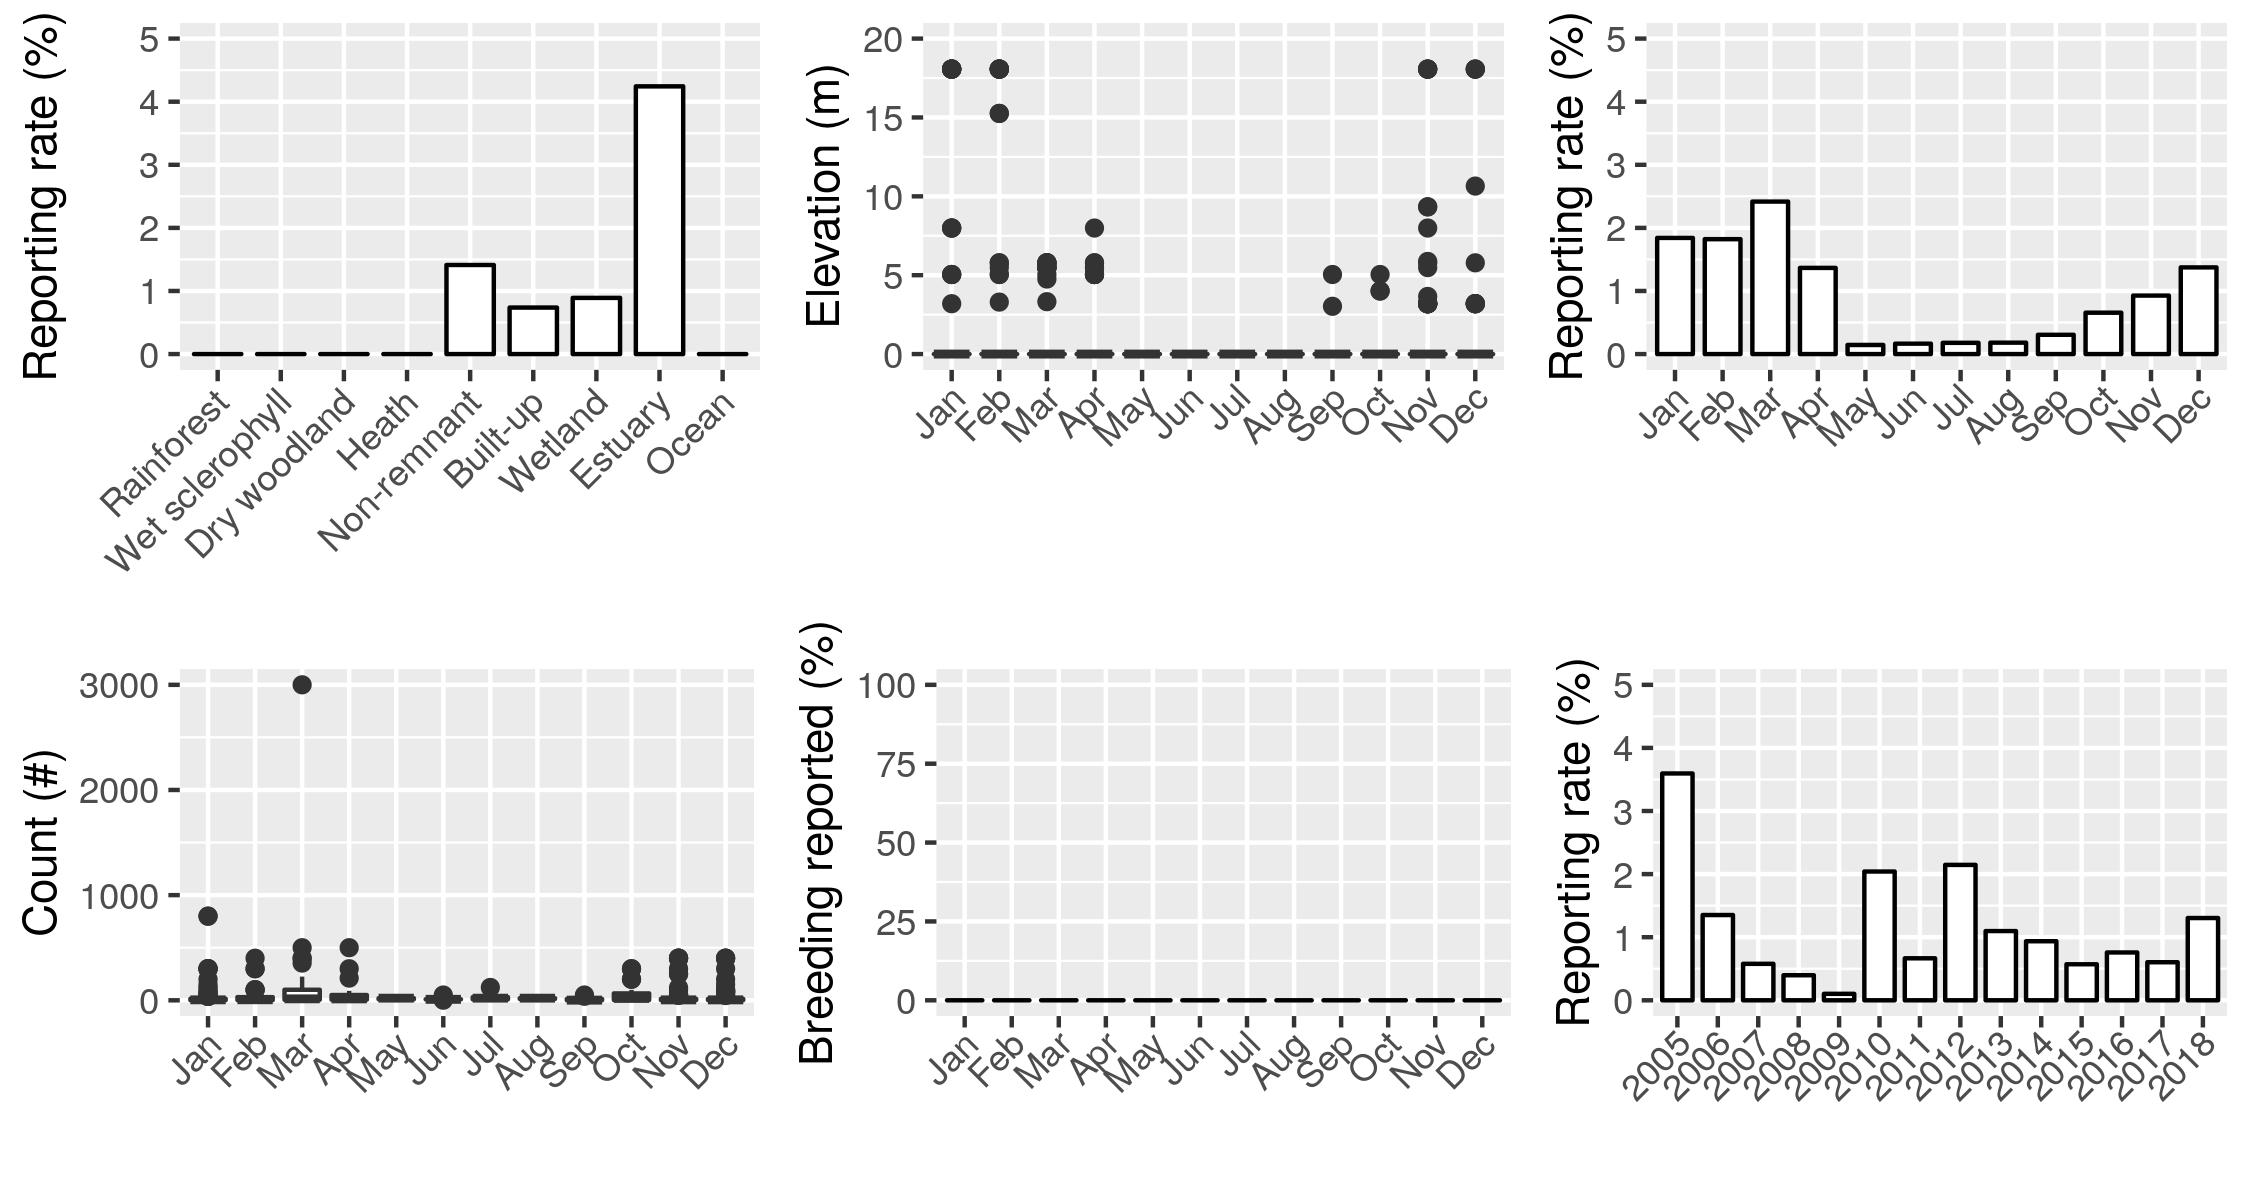 Reporting rate (%)
5
4
3
2
1
0
Rainforest
Wet sclerophyll
Dry woodland
Heath
Non-remnant
Built-up
Wetland
Estuary
Ocean
Elevation (m)
20
15
10
5
0
Jan
Feb
Mar
Apr
May
Jun
Jul
Aug
Sep
Oct
Nov
Dec
Reporting rate (%)
5
4
3
2
1
0
Jan
Feb
Mar
Apr
May
Jun
Jul
Aug
Sep
Oct
Nov
Dec
Count (#)
3000
2000
1000
0
Jan
Feb
Mar
Apr
May
Jun
Jul
Aug
Sep
Oct
Nov
Dec
Breeding reported (%)
100
75
50
25
0
Jan
Feb
Mar
Apr
May
Jun
Jul
Aug
Sep
Oct
Nov
Dec
Reporting rate (%)
5
4
3
2
1
0
2005
2006
2007
2008
2009
2010
2011
2012
2013
2014
2015
2016
2017
2018